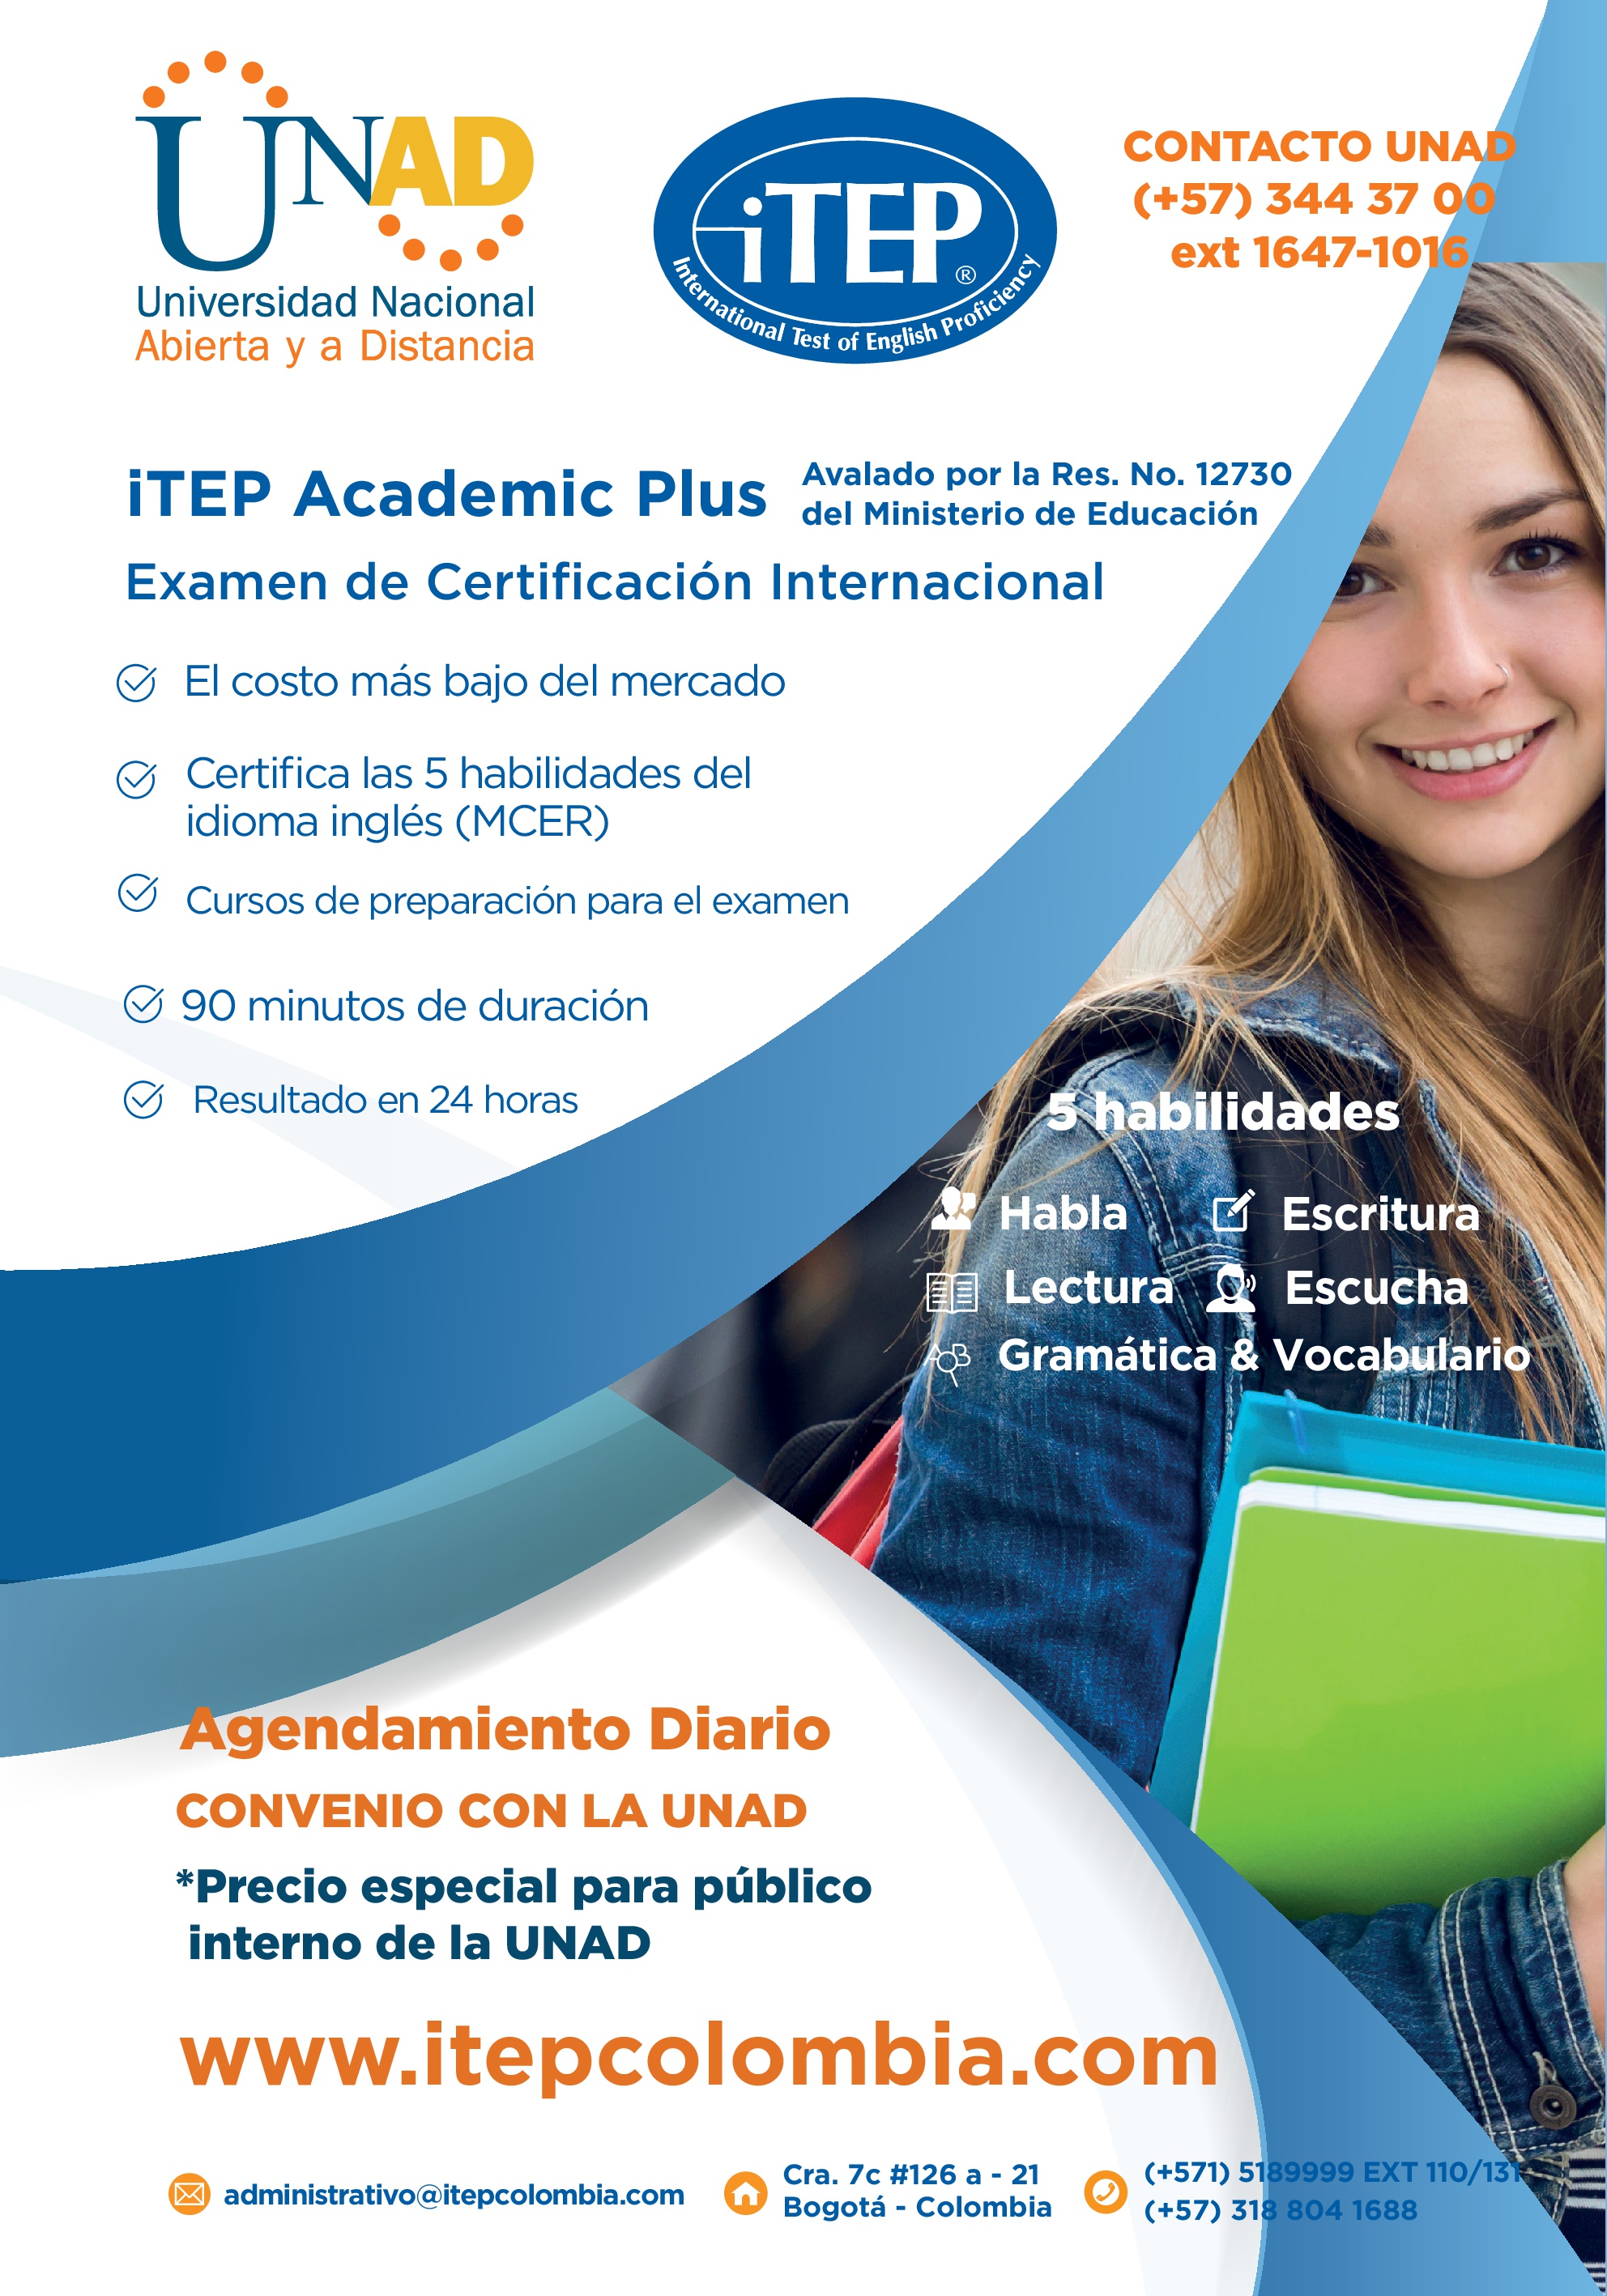 UNAD
Universidad Nacional
Abierta y a Distancia
iTEP®
International Test of English Proficiency
CONTACTO UNAD
(+57) 344 37 00
ext 1647-1016
iTEP Academic Plus
Avalado por la Res. No. 12730
del Ministerio de Educación
Examen de Certificación Internacional
El costo más bajo del mercado
Certifica las 5 habilidades del
idioma inglés (MCER)
Cursos de preparación para el examen
90 minutos de duración
Resultado en 24 horas
5 habilidades
Habla
Escritura
Lectura
Escucha
Gramática & Vocabulario
Agendamiento Diario
CONVENIO CON LA UNAD
*Precio especial para público
interno de la UNAD
www.itepcolombia.com
administrativo@itepcolombia.com
Cra. 7c #126 a - 21
Bogotá - Colombia
(+571) 5189999 EXT 110/131
(+57) 318 804 1688